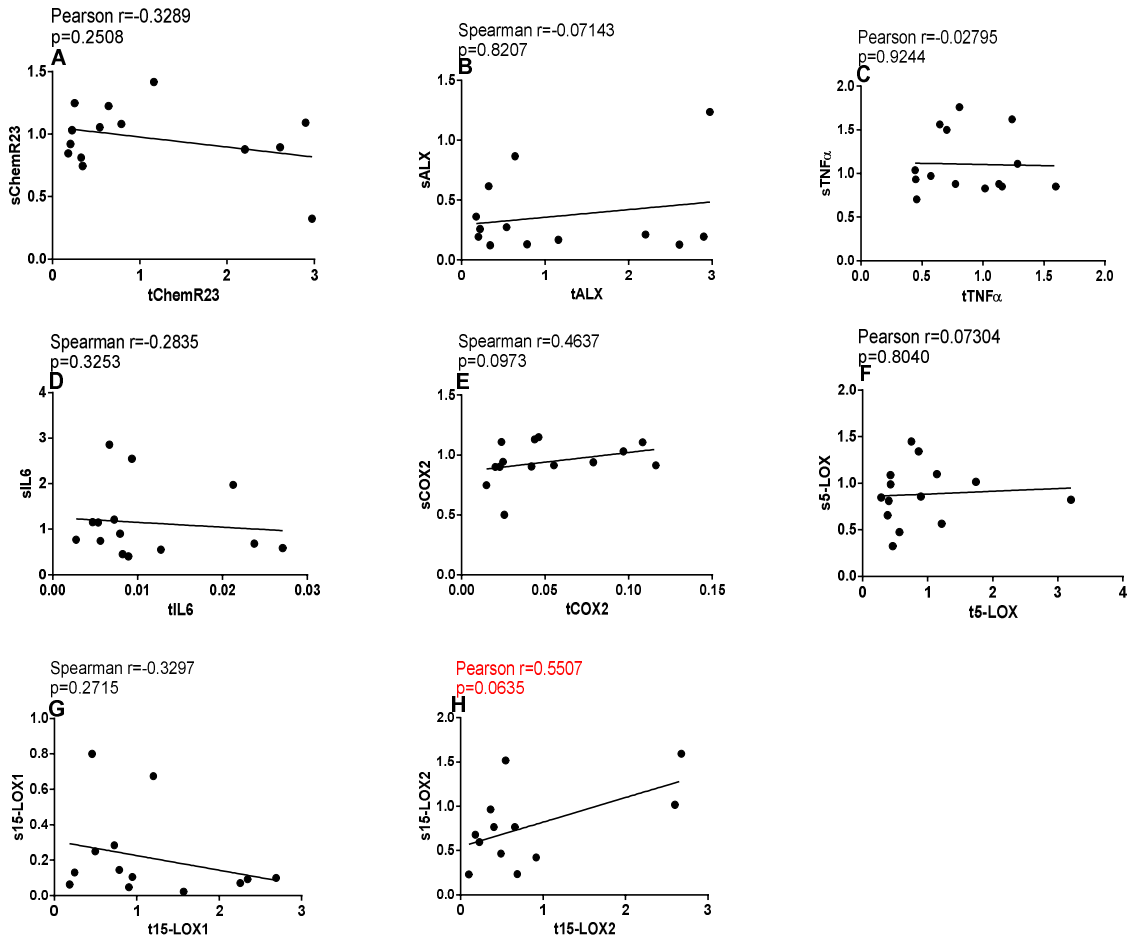 Pearson r=-0.3289
p=0.2508
A
1.5
1.0
0.5
0.0
sChemR23
0 1 2 3
tChemR23
Spearman r=-0.07143
p=0.8207
B
1.5
1.0
0.5
0.0
sALX
0 1 2 3
tALX
Pearson r=-0.02795
p=0.9244
C
2.0
1.5
1.0
0.5
0.0
sTNFα
0.0 0.5 1.0 1.5 2.0
tTNFα
Spearman r=-0.2835
p=0.3253
D
4
3
2
1
0
sIL6
0.00 0.01 0.02 0.03
tIL6
Spearman r=0.4637
p=0.0973
E
1.5
1.0
0.5
0.0
sCOX2
0.00 0.05 0.10 0.15
tCOX2
Pearson r=0.07304
p=0.8040
F
2.0
1.5
1.0
0.5
0.0
s5-LOX
0 1 2 3 4
t5-LOX
Spearman r=-0.3297
p=0.2715
G
1.0
0.8
0.6
0.4
0.2
0.0
s15-LOX1
0 1 2 3
t15-LOX1
Pearson r=0.5507
p=0.0635
H
2.0
1.5
1.0
0.5
0.0
s15-LOX2
0 1 2 3
t15-LOX2